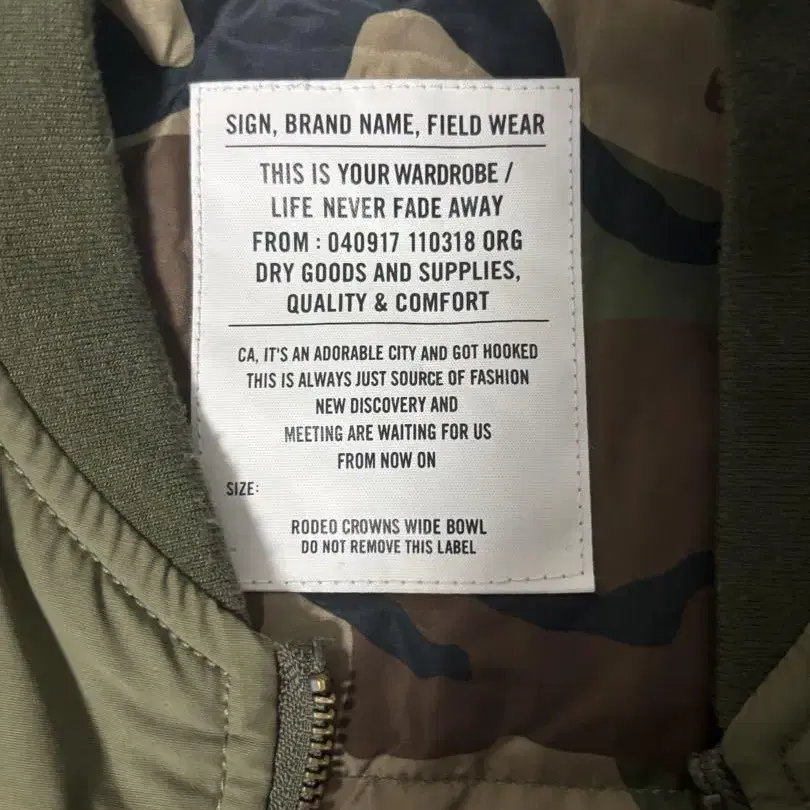 SIGN, BRAND NAME, FIELD WEAR
THIS IS YOUR WARDROBE /
LIFE NEVER FADE AWAY
FROM : 040917 110318 ORG
DRY GOODS AND SUPPLIES,
QUALITY & COMFORT
CA, IT'S AN ADORABLE CITY AND GOT HOOKED
THIS IS ALWAYS JUST SOURCE OF FASHION
NEW DISCOVERY AND
MEETING ARE WAITING FOR US
FROM NOW ON
SIZE:
RODEO CROWNS WIDE BOWL
DO NOT REMOVE THIS LABEL